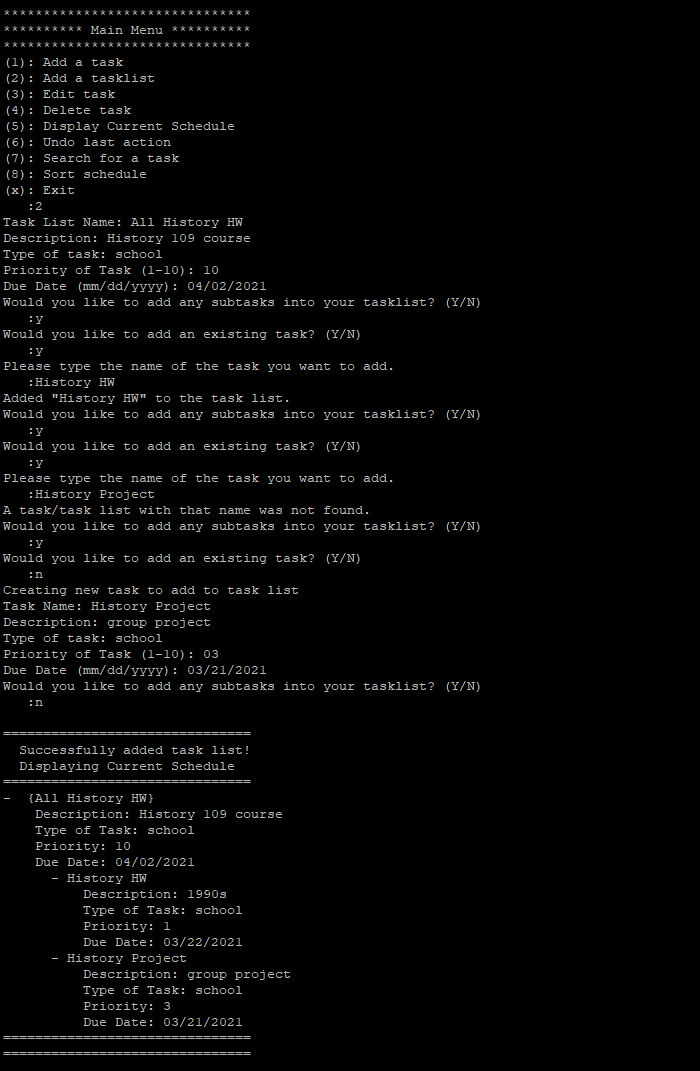 *******************************
********** Main Menu **********
*******************************
(1): Add a task
(2): Add a tasklist
(3): Edit task
(4): Delete task
(5): Display Current Schedule
(6): Undo last action
(7): Search for a task
(8): Sort schedule
(x): Exit
:2
Task List Name: All History HW
Description: History 109 course
Type of task: school
Priority of Task (1-10): 10
Due Date (mm/dd/yyyy): 04/02/2021
Would you like to add any subtasks into your tasklist? (Y/N)
:y
Would you like to add an existing task? (Y/N)
:y
Please type the name of the task you want to add.
:History HW
Added "History HW" to the task list.
Would you like to add any subtasks into your tasklist? (Y/N)
:y
Would you like to add an existing task? (Y/N)
:y
Please type the name of the task you want to add.
:History Project
A task/task list with that name was not found.
Would you like to add any subtasks into your tasklist? (Y/N)
:y
Would you like to add an existing task? (Y/N)
:n
Creating new task to add to task list
Task Name: History Project
Description: group project
Type of task: school
Priority of Task (1-10): 03
Due Date (mm/dd/yyyy): 03/21/2021
Would you like to add any subtasks into your tasklist? (Y/N)
:n
===============================
Successfully added task list!
Displaying Current Schedule
===============================
- {All History HW}
Description: History 109 course
Type of Task: school
Priority: 10
Due Date: 04/02/2021
- History HW
Description: 1990s
Type of Task: school
Priority: 1
Due Date: 03/22/2021
- History Project
Description: group project
Type of Task: school
Priority: 3
Due Date: 03/21/2021
===============================
===============================